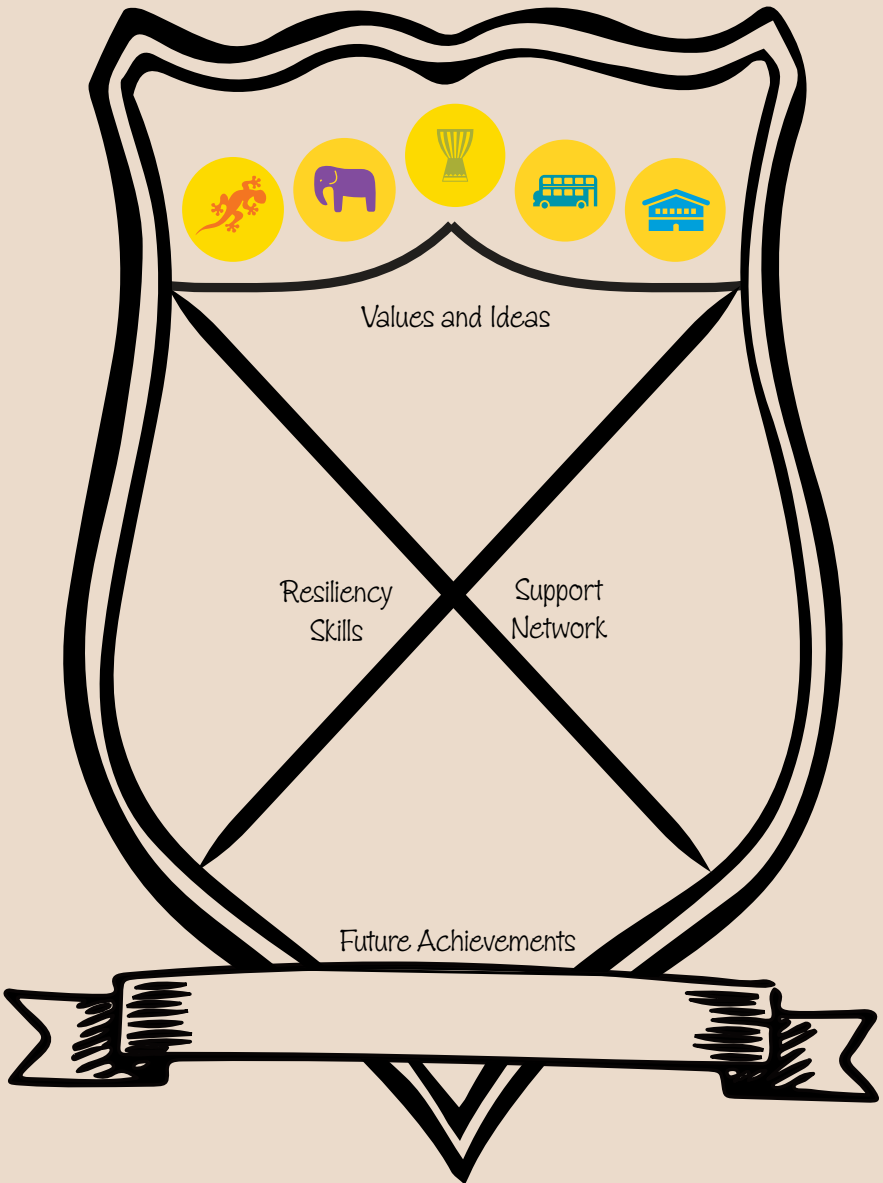 Values and Ideas
Resiliency
Skills
Support
Network
Future Achievements